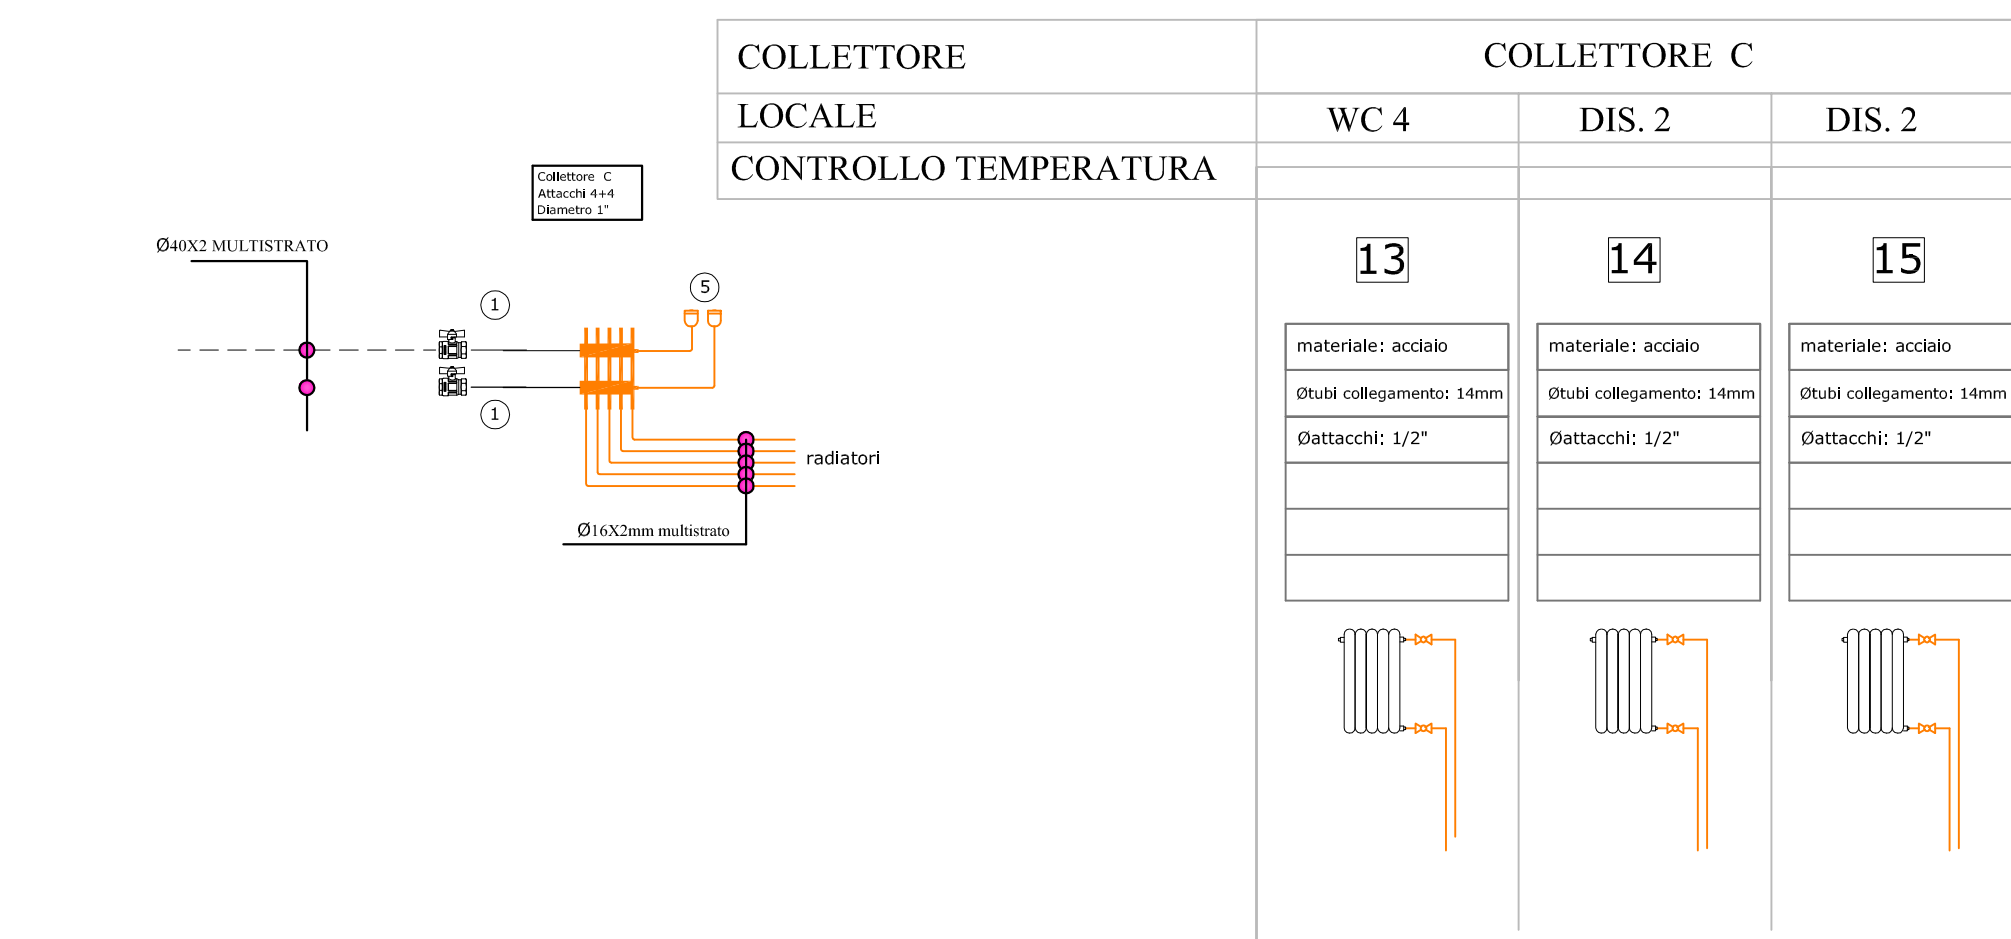 COLLETTORE
COLLETTORE C
LOCALE
WC 4
DIS. 2
DIS. 2
CONTROLLO TEMPERATURA
Collettore C
Attacchi 4+4
Diametro 1"
Ø40X2 MULTISTRATO
1
5
1
radiatori
Ø16X2mm multistrato
13
14
15
materiale: acciaio
materiale: acciaio
materiale: acciaio
Øtubi collegamento: 14mm
Øtubi collegamento: 14mm
Øtubi collegamento: 14mm
Øattacchi: 1/2"
Øattacchi: 1/2"
Øattacchi: 1/2"